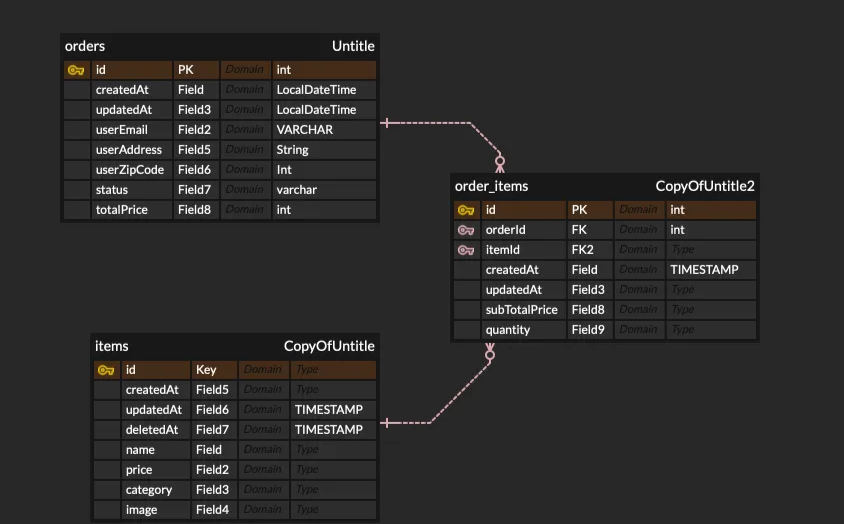 orders Untitle
id PK Domain int
createdAt Field Domain LocalDateTime
updatedAt Field3 Domain LocalDateTime
userEmail Field2 Domain VARCHAR
userAddress Field5 Domain String
userZipCode Field6 Domain Int
status Field7 Domain varchar
totalPrice Field8 Domain int
order_items CopyOfUntitle2
id PK Domain int
orderId FK Domain int
itemId FK2 Domain Type
createdAt Field Domain TIMESTAMP
updatedAt Field3 Domain Type
subTotalPrice Field8 Domain Type
quantity Field9 Domain Type
items CopyOfUntitle
id Key Domain Type
createdAt Field5 Domain Type
updatedAt Field6 Domain TIMESTAMP
deletedAt Field7 Domain TIMESTAMP
name Field Domain Type
price Field2 Domain Type
category Field3 Domain Type
image Field4 Domain Type